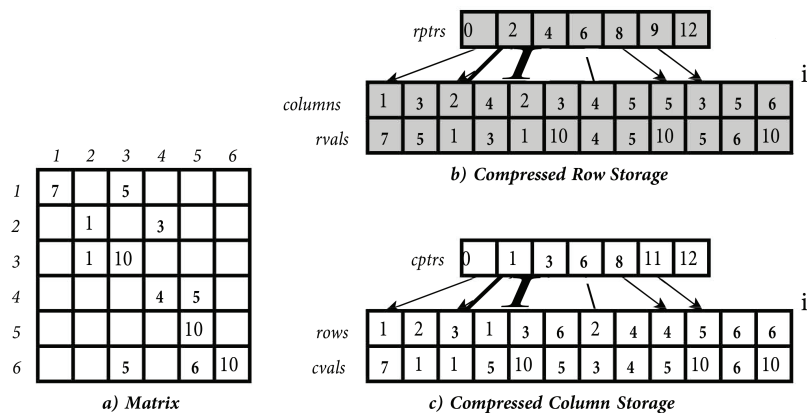 rptrs 0 2 4 6 8 9 12
i
columns 1 3 2 4 2 3 4 5 5 3 5 6
rvals 7 5 1 3 1 10 4 5 10 5 6 10
b) Compressed Row Storage
1 2 3 4 5 6
1 7 5
2 1 3
3 1 10
4 4 5
5 10
6 5 6 10
a) Matrix
cptrs 0 1 3 6 8 11 12
i
rows 1 2 3 1 3 6 2 4 4 5 6 6
cvals 7 1 1 5 10 5 3 4 5 10 6 10
c) Compressed Column Storage